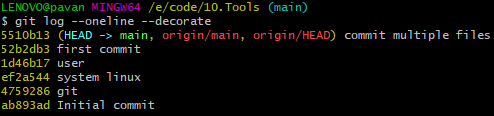 LENOVO@pavan MINGW64 /e/code/10.Tools (main)
$ git log --oneline --decorate
5510b13 (HEAD -> main, origin/main, origin/HEAD) commit multiple files
52b2db3 first commit
1d46b17 user
ef2a544 system linux
4759286 git
ab893ad Initial commit